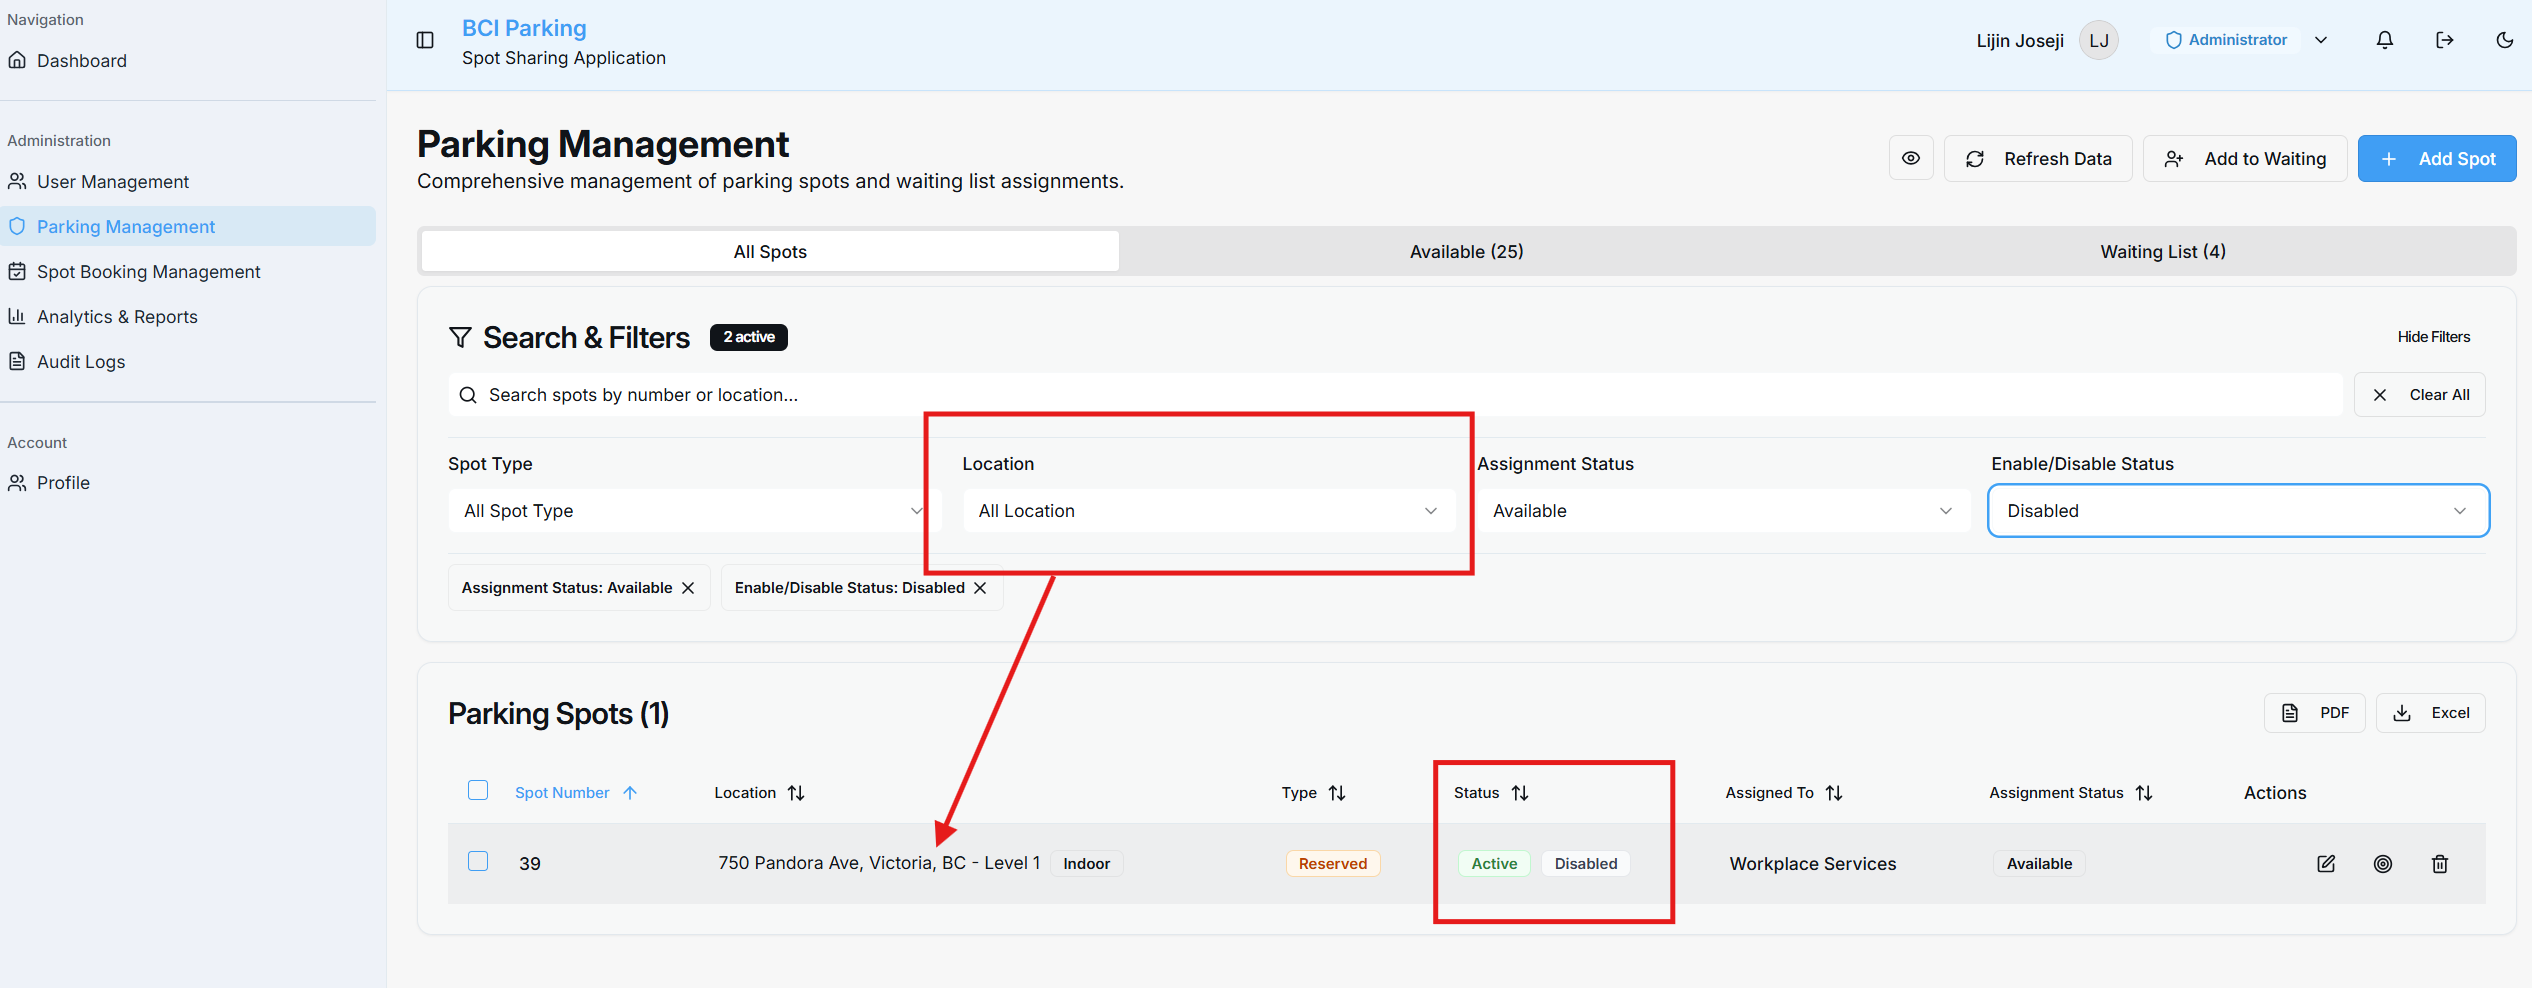 Navigation
Dashboard
Administration
User Management
Parking Management
Spot Booking Management
Analytics & Reports
Audit Logs
Account
Profile
BCI Parking
Spot Sharing Application
Lijin Joseji
LJ
Administrator
Parking Management
Comprehensive management of parking spots and waiting list assignments.
Refresh Data
Add to Waiting
Add Spot
All Spots
Available (25)
Waiting List (4)
Search & Filters
2 active
Hide Filters
Search spots by number or location...
Clear All
Spot Type
Location
Assignment Status
Enable/Disable Status
All Spot Type
All Location
Available
Disabled
Assignment Status: Available
Enable/Disable Status: Disabled
Parking Spots (1)
PDF
Excel
Spot Number
Location
Type
Status
Assigned To
Assignment Status
Actions
39
750 Pandora Ave, Victoria, BC - Level 1
Indoor
Reserved
Active
Disabled
Workplace Services
Available